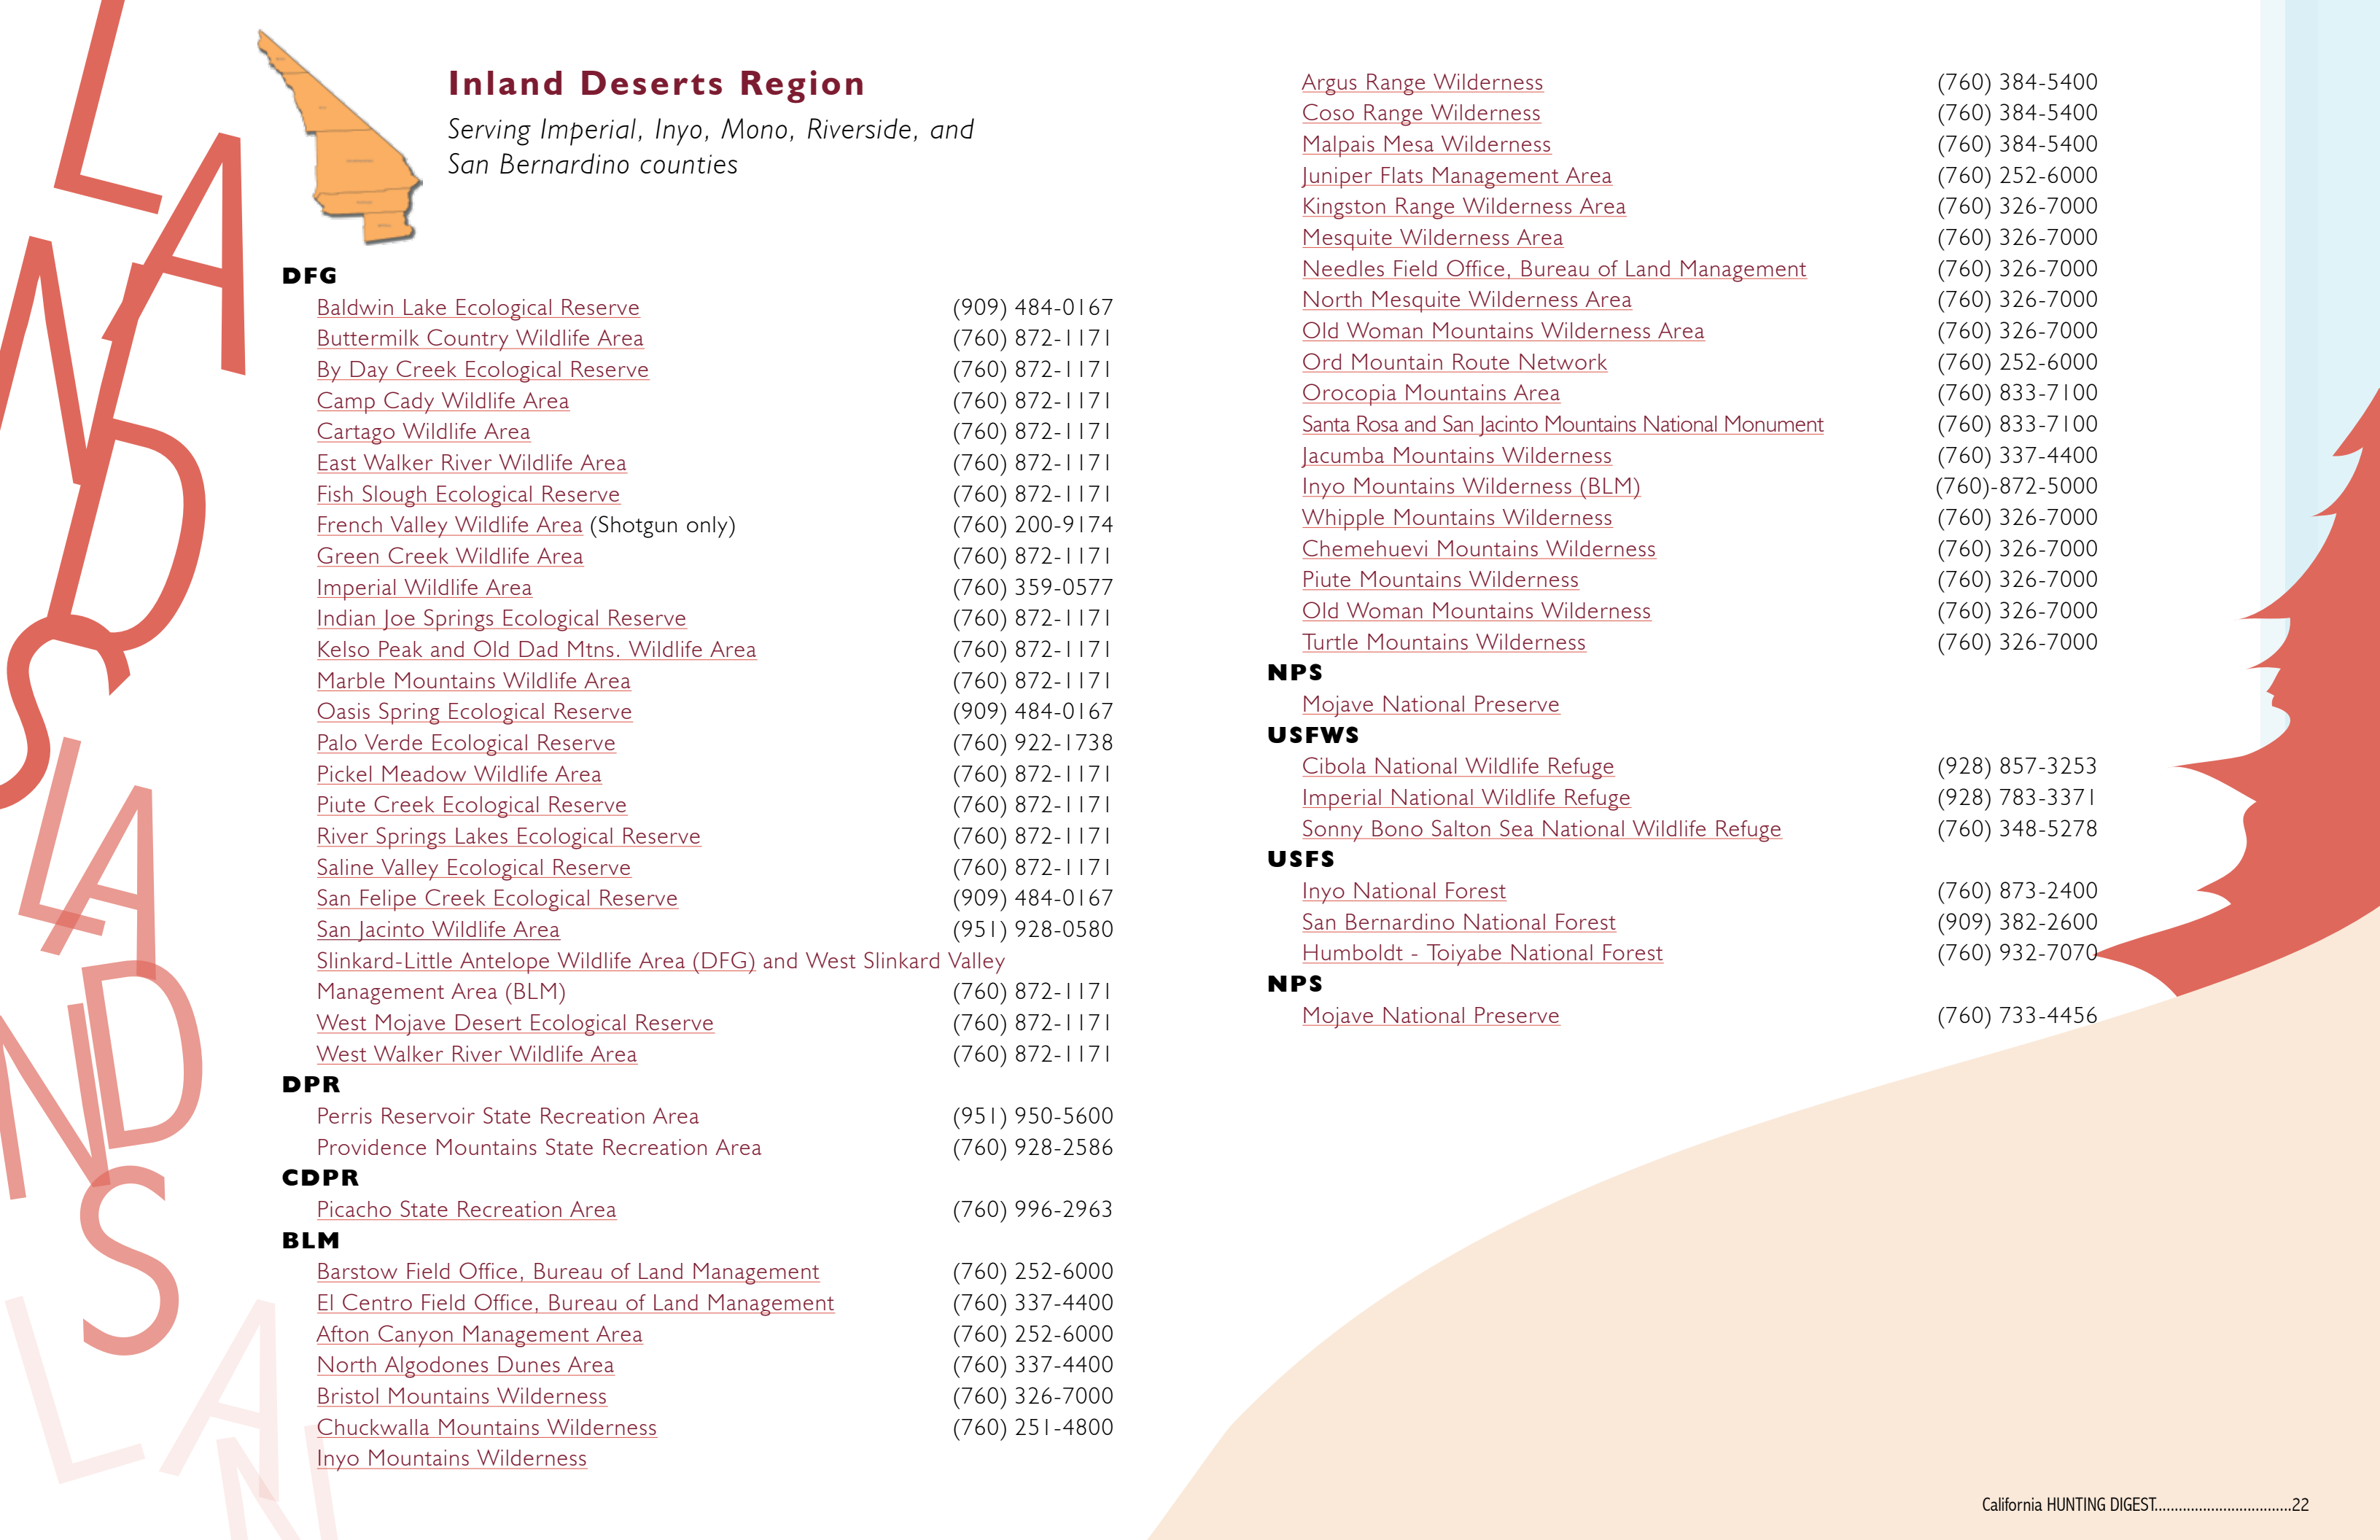 LANDS
LANDS
LAN
Inland Deserts Region
Serving Imperial, Inyo, Mono, Riverside, and
San Bernardino counties
DFG
Baldwin Lake Ecological Reserve (909) 484-0167
Buttermilk Country Wildlife Area (760) 872-1171
By Day Creek Ecological Reserve (760) 872-1171
Camp Cady Wildlife Area (760) 872-1171
Cartago Wildlife Area (760) 872-1171
East Walker River Wildlife Area (760) 872-1171
Fish Slough Ecological Reserve (760) 872-1171
French Valley Wildlife Area (Shotgun only) (760) 200-9174
Green Creek Wildlife Area (760) 872-1171
Imperial Wildlife Area (760) 359-0577
Indian Joe Springs Ecological Reserve (760) 872-1171
Kelso Peak and Old Dad Mtns. Wildlife Area (760) 872-1171
Marble Mountains Wildlife Area (760) 872-1171
Oasis Spring Ecological Reserve (909) 484-0167
Palo Verde Ecological Reserve (760) 922-1738
Pickel Meadow Wildlife Area (760) 872-1171
Piute Creek Ecological Reserve (760) 872-1171
River Springs Lakes Ecological Reserve (760) 872-1171
Saline Valley Ecological Reserve (760) 872-1171
San Felipe Creek Ecological Reserve (909) 484-0167
San Jacinto Wildlife Area (951) 928-0580
Slinkard-Little Antelope Wildlife Area (DFG) and West Slinkard Valley
Management Area (BLM) (760) 872-1171
West Mojave Desert Ecological Reserve (760) 872-1171
West Walker River Wildlife Area (760) 872-1171
DPR
Perris Reservoir State Recreation Area (951) 950-5600
Providence Mountains State Recreation Area (760) 928-2586
CDPR
Picacho State Recreation Area (760) 996-2963
BLM
Barstow Field Office, Bureau of Land Management (760) 252-6000
El Centro Field Office, Bureau of Land Management (760) 337-4400
Afton Canyon Management Area (760) 252-6000
North Algodones Dunes Area (760) 337-4400
Bristol Mountains Wilderness (760) 326-7000
Chuckwalla Mountains Wilderness (760) 251-4800
Inyo Mountains Wilderness
Argus Range Wilderness (760) 384-5400
Coso Range Wilderness (760) 384-5400
Malpais Mesa Wilderness (760) 384-5400
Juniper Flats Management Area (760) 252-6000
Kingston Range Wilderness Area (760) 326-7000
Mesquite Wilderness Area (760) 326-7000
Needles Field Office, Bureau of Land Management (760) 326-7000
North Mesquite Wilderness Area (760) 326-7000
Old Woman Mountains Wilderness Area (760) 326-7000
Ord Mountain Route Network (760) 252-6000
Orocopia Mountains Area (760) 833-7100
Santa Rosa and San Jacinto Mountains National Monument (760) 833-7100
Jacumba Mountains Wilderness (760) 337-4400
Inyo Mountains Wilderness (BLM) (760)-872-5000
Whipple Mountains Wilderness (760) 326-7000
Chemehuevi Mountains Wilderness (760) 326-7000
Piute Mountains Wilderness (760) 326-7000
Old Woman Mountains Wilderness (760) 326-7000
Turtle Mountains Wilderness (760) 326-7000
NPS
Mojave National Preserve
USFWS
Cibola National Wildlife Refuge (928) 857-3253
Imperial National Wildlife Refuge (928) 783-3371
Sonny Bono Salton Sea National Wildlife Refuge (760) 348-5278
USFS
Inyo National Forest (760) 873-2400
San Bernardino National Forest (909) 382-2600
Humboldt - Toiyabe National Forest (760) 932-7070
NPS
Mojave National Preserve (760) 733-4456
California HUNTING DIGEST..................................22